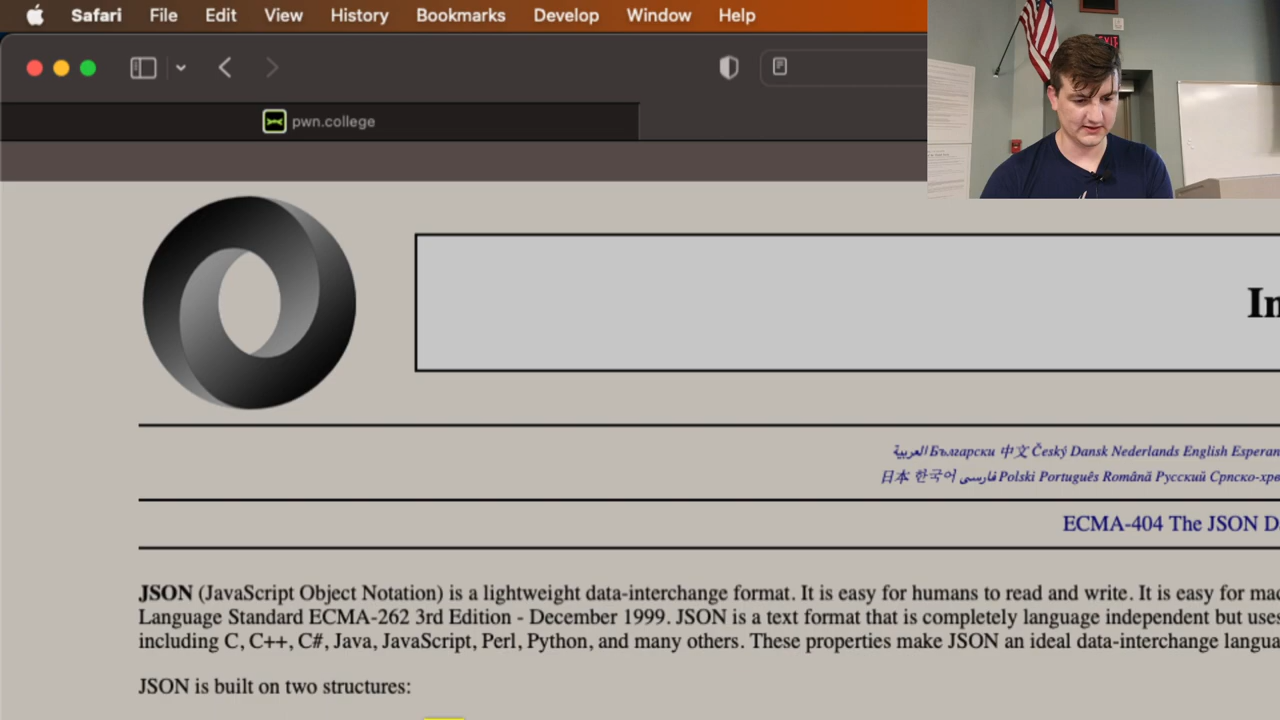 Safari File Edit View History Bookmarks Develop Window Help
EXIT
pwn.college
In
العربية Български 中文 Český Dansk Nederlands English Esperan
日本 한국어 فارسی Polski Português Română Русский Српско-хрв
ECMA-404 The JSON D
JSON (JavaScript Object Notation) is a lightweight data-interchange format. It is easy for humans to read and write. It is easy for mac
Language Standard ECMA-262 3rd Edition - December 1999. JSON is a text format that is completely language independent but uses
including C, C++, C#, Java, JavaScript, Perl, Python, and many others. These properties make JSON an ideal data-interchange langua
JSON is built on two structures: